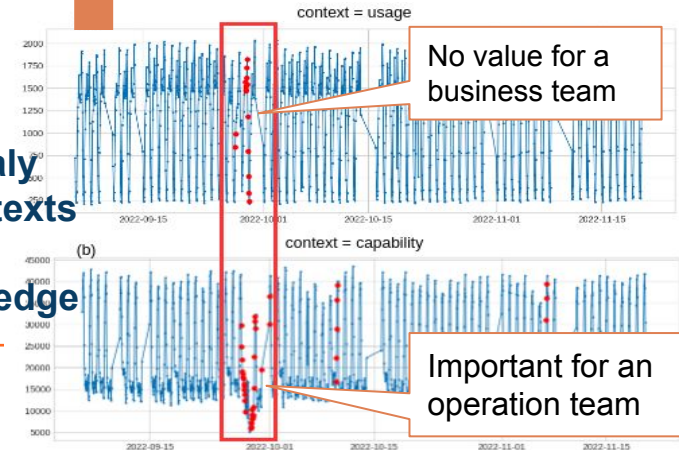 context = usage
2000
1750
1500
1250
1000
250
No value for a
business team
aly
texts
edge
2022-09-15
2022-10-01
2022-10-15
2022-11-01
2022-11-15
(b)
context = capability
45000
40000
30000
25000
20000
15000
10000
5000
Important for an
operation team
2022-09-15
2022-10-01
2022-10-15
2022-11-01
2022-11-15